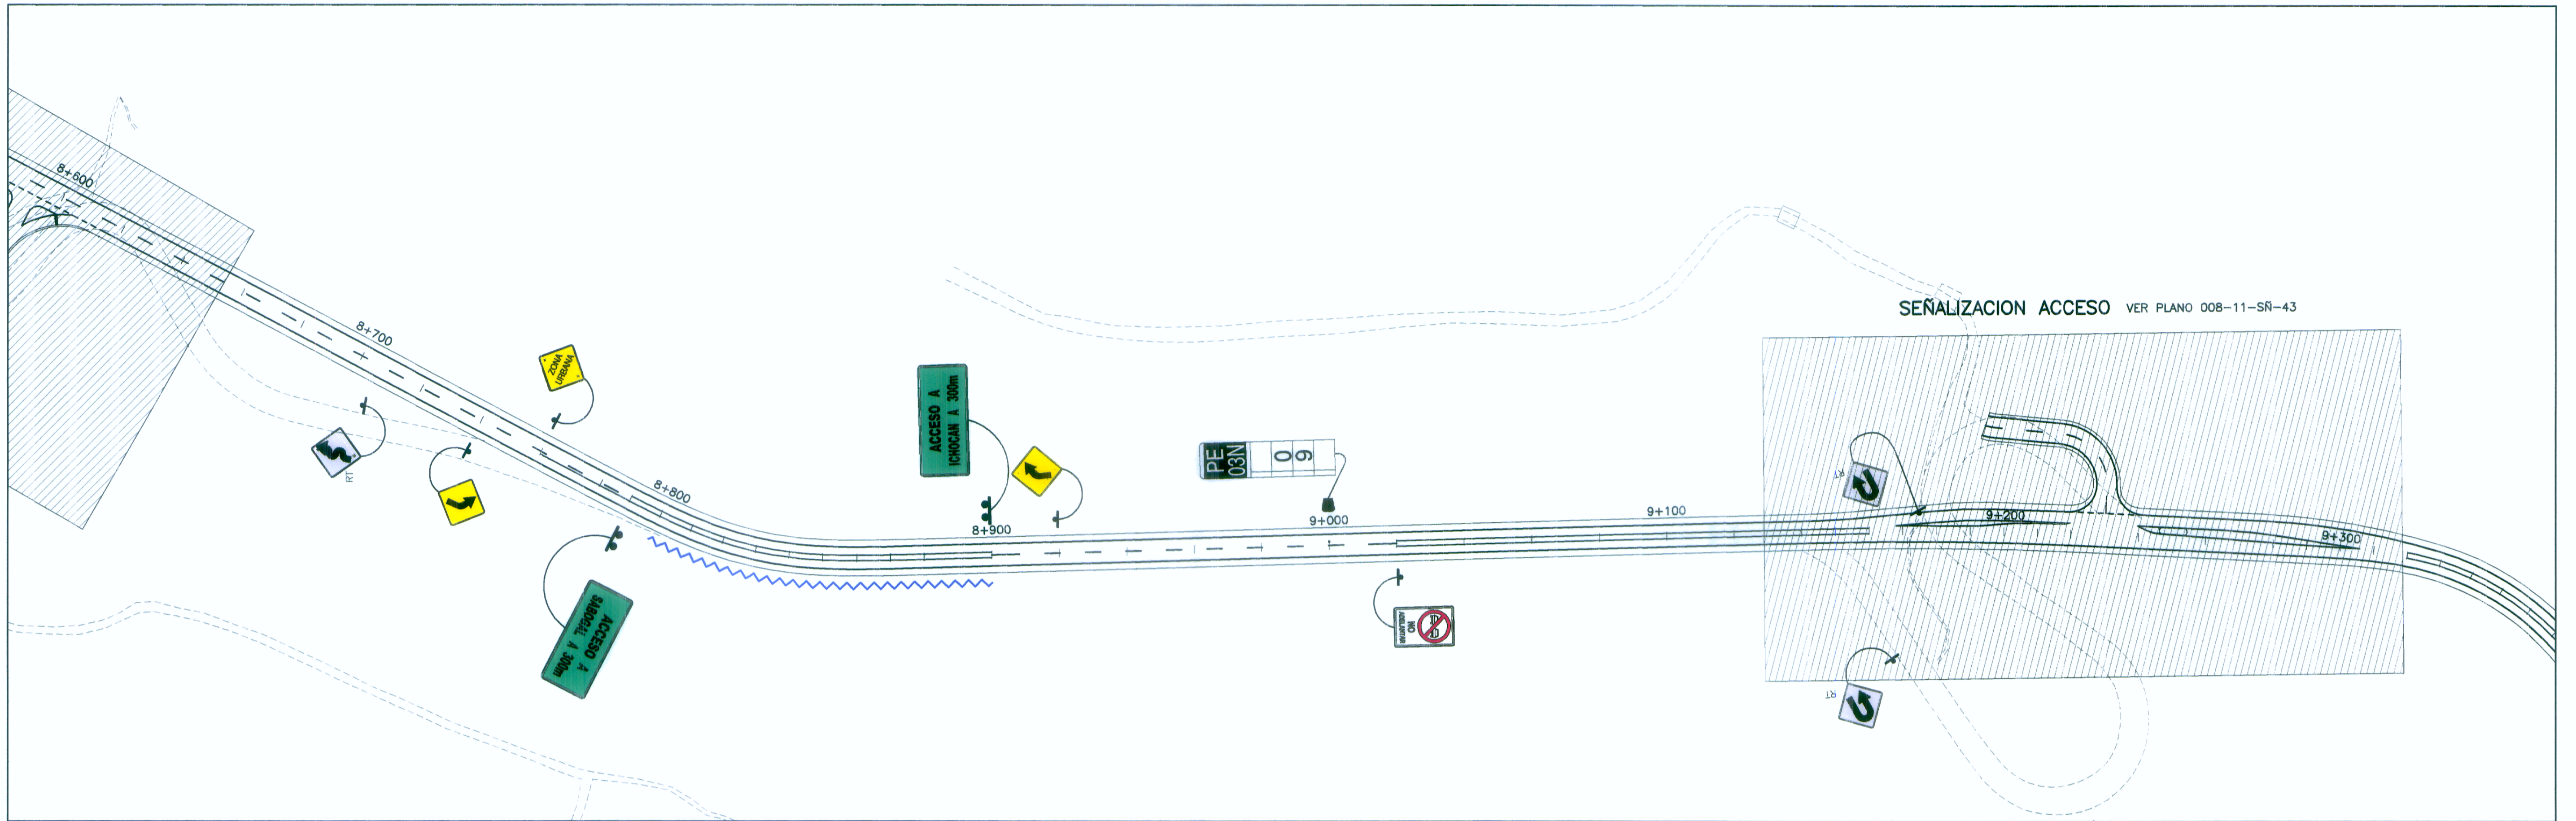 8+600
8+700
ZONA
URBANA
RT
8+800
ACCESO A
SABOGAL A 300m
ACCESO A
ICHOCAN A 300m
8+900
PE
03N
0
9
9+000
NO
ADELANTAR
9+100
SEÑALIZACION ACCESO VER PLANO 008-11-SÑ-43
RT
9+200
9+300
RT